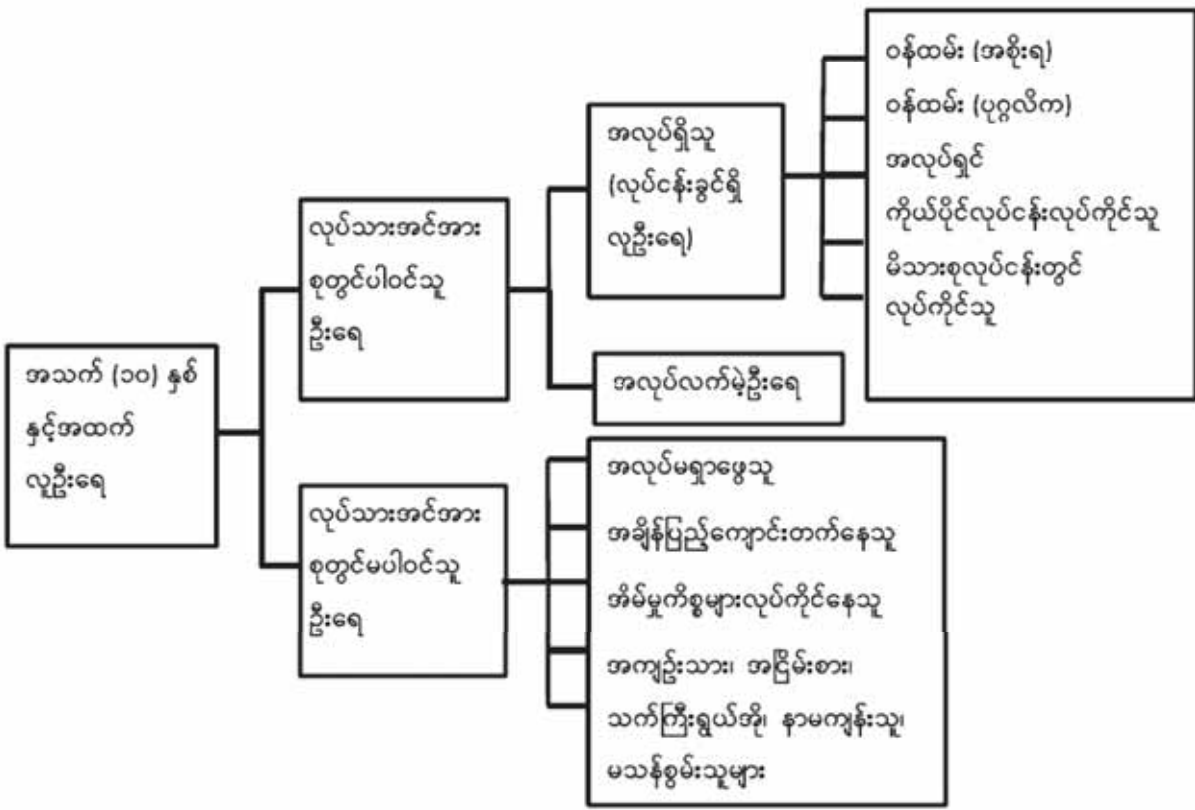 အသက် (၁၀) နှစ်
နှင့်အထက်
လူဦးရေ
လုပ်သားအင်အား
စုတွင်ပါဝင်သူ
ဦးရေ
အလုပ်ရှိသူ
(လုပ်ငန်းခွင်ရှိ
လူဦးရေ)
ဝန်ထမ်း (အစိုးရ)
ဝန်ထမ်း (ပုဂ္ဂလိက)
အလုပ်ရှင်
ကိုယ်ပိုင်လုပ်ငန်းလုပ်ကိုင်သူ
မိသားစုလုပ်ငန်းတွင်
လုပ်ကိုင်သူ
အလုပ်လက်မဲ့ဦးရေ
လုပ်သားအင်အား
စုတွင်မပါဝင်သူ
ဦးရေ
အလုပ်မရှာဖွေသူ
အချိန်ပြည့်ကျောင်းတက်နေသူ
အိမ်မှုကိစ္စများလုပ်ကိုင်နေသူ
အကျဉ်းသား၊ အငြိမ်းစား၊
သက်ကြီးရွယ်အို၊ နာမကျန်းသူ၊
မသန်စွမ်းသူများ